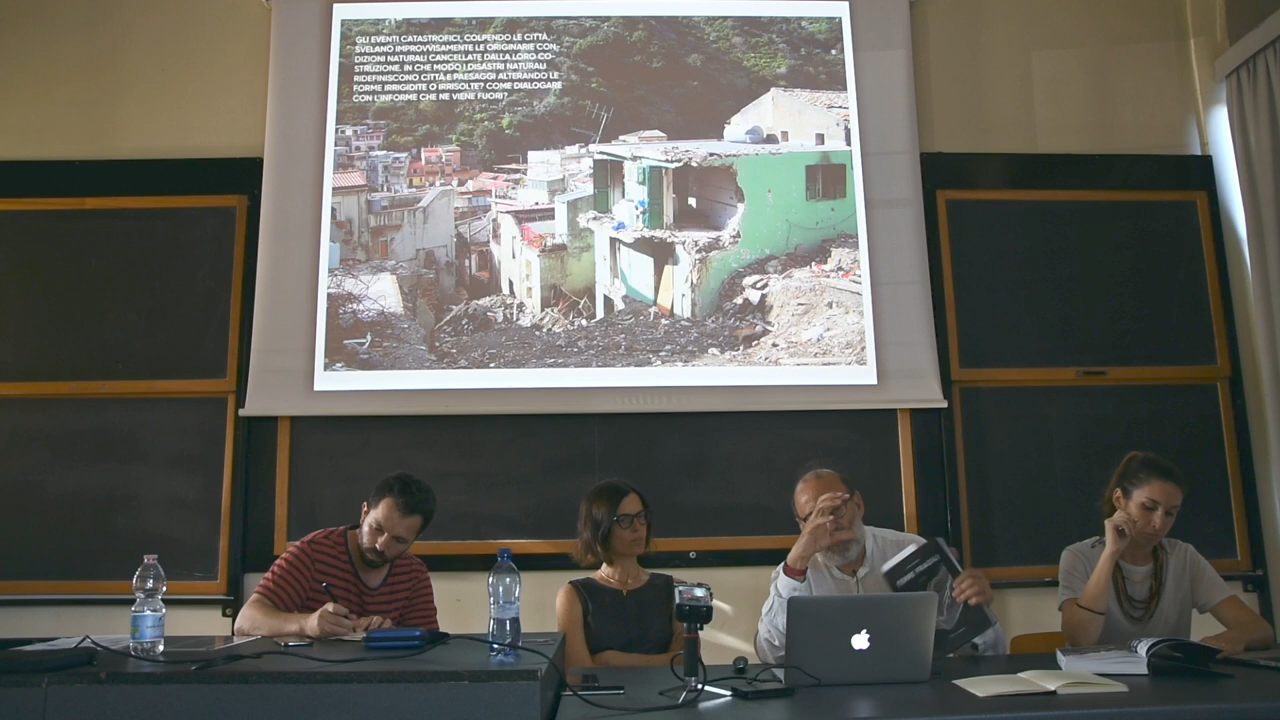 GLI EVENTI CATASTROFICI, COLPENDO LE CITTÀ,
SVELANO IMPROVVISAMENTE LE ORIGINARIE CON-
DIZIONI NATURALI CANCELLATE DALLA LORO CO-
STRUZIONE. IN CHE MODO I DISASTRI NATURALI
RIDEFINISCONO CITTÀ E PAESAGGI ALTERANDO LE
FORME IRRIGIDITE O IRRISOLTE? COME DIALOGARE
CON L'INFORME CHE NE VIENE FUORI?